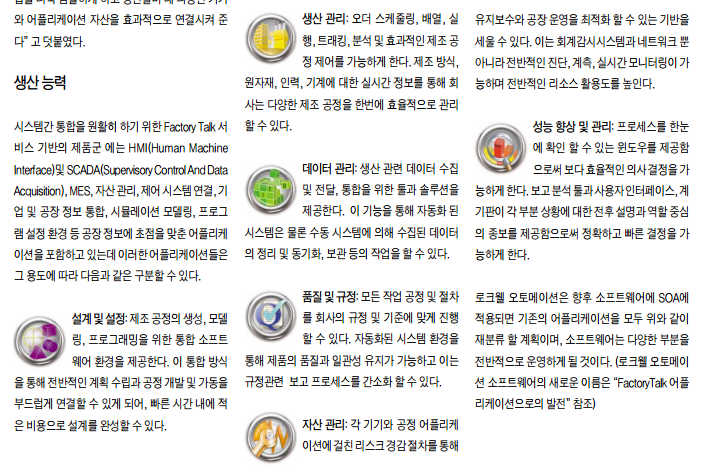 와 어플리케이션 자산을 효과적으로 연결시켜 준
다” 고 덧붙였다.
생산 능력
시스템간 통합을 원활히 하기 위한 Factory Talk 서
비스 기반의 제품군 에는 HMI(Human Machine
Interface)및 SCADA(Supervisory Control And Data
Acquisition), MES, 자산 관리, 제어 시스템 연결, 기
업 및 공장 정보 통합, 시뮬레이션 모델링, 프로그
램 설정 환경 등 공장 정보에 초점을 맞춘 어플리케
이션을 포함하고 있는데 이러한 어플리케이션들은
그 용도에 따라 다음과 같은 구분할 수 있다.
설계 및 설정: 제조 공정의 생성, 모델
링, 프로그래밍을 위한 통합 소프트
웨어 환경을 제공한다. 이 통합 방식
을 통해 전반적인 계획 수립과 공정 개발 및 가동을
부드럽게 연결할 수 있게 되어, 빠른 시간 내에 적
은 비용으로 설계를 완성할 수 있다.
생산 관리: 오더 스케줄링, 배열, 실
행, 트래킹, 분석 및 효과적인 제조 공
정 제어를 가능하게 한다. 제조 방식,
원자재, 인력, 기계에 대한 실시간 정보를 통해 회
사는 다양한 제조 공정을 한번에 효율적으로 관리
할 수 있다.
데이터 관리: 생산 관련 데이터 수집
및 전달, 통합을 위한 툴과 솔루션을
제공한다. 이 기능을 통해 자동화 된
시스템은 물론 수동 시스템에 의해 수집된 데이터
의 정리 및 동기화, 보관 등의 작업을 할 수 있다.
품질 및 규정: 모든 작업 공정 및 절차
를 회사의 규정 및 기준에 맞게 진행
할 수 있다. 자동화된 시스템 환경을
통해 제품의 품질과 일관성 유지가 가능하고 이는
규정관련 보고 프로세스를 간소화 할 수 있다.
자산 관리: 각 기기와 공정 어플리케
이션에 걸친 리스크 경감 절차를 통해
유지보수와 공장 운영을 최적화 할 수 있는 기반을
세울 수 있다. 이는 회계감시시스템과 네트워크 뿐
아니라 전반적인 진단, 계측, 실시간 모니터링이 가
능하며 전반적인 리소스 활용도를 높인다.
성능 향상 및 관리: 프로세스를 한눈
에 확인 할 수 있는 윈도우를 제공함
으로써 보다 효율적인 의사 결정을 가
능하게 한다. 보고 분석 툴과 사용자 인터페이스, 계
기판이 각 부분 상황에 대한 전후 설명과 역할 중심
의 종보를 제공함으로써 정확하고 빠른 결정을 가
능하게 한다.
로크웰 오토메이션은 향후 소프트웨어에 SOA에
적용되면 기존의 어플리케이션을 모두 위와 같이
재분류 할 계획이며, 소프트웨어는 다양한 부분을
전반적으로 운영하게 될 것이다. (로크웰 오토메이
션 소프트웨어의 새로운 이름은 “FactoryTalk 어플
리케이션으로의 발전” 참조)